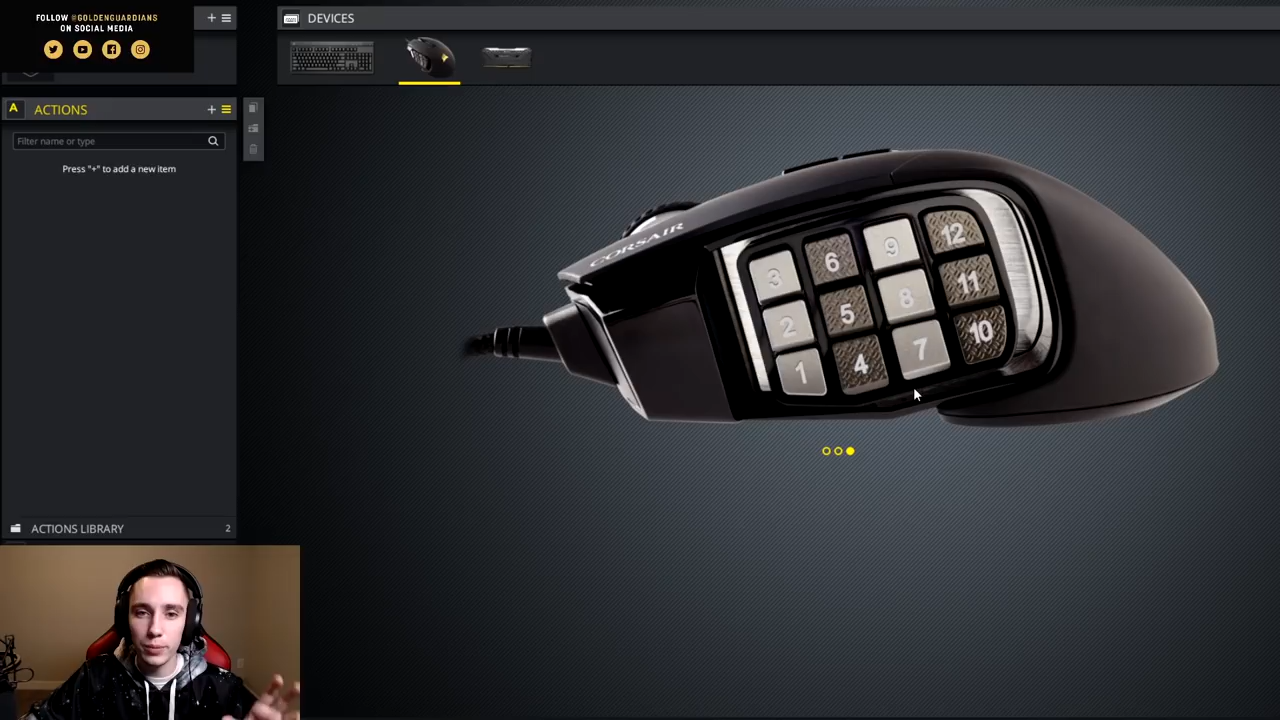 FOLLOW @GOLDENGUARDIANS
ON SOCIAL MEDIA
DEVICES
A ACTIONS
Filter name or type
Press "+" to add a new item
CORSAIR
3 6 9 12
2 5 8 11
1 4 7 10
ACTIONS LIBRARY 2